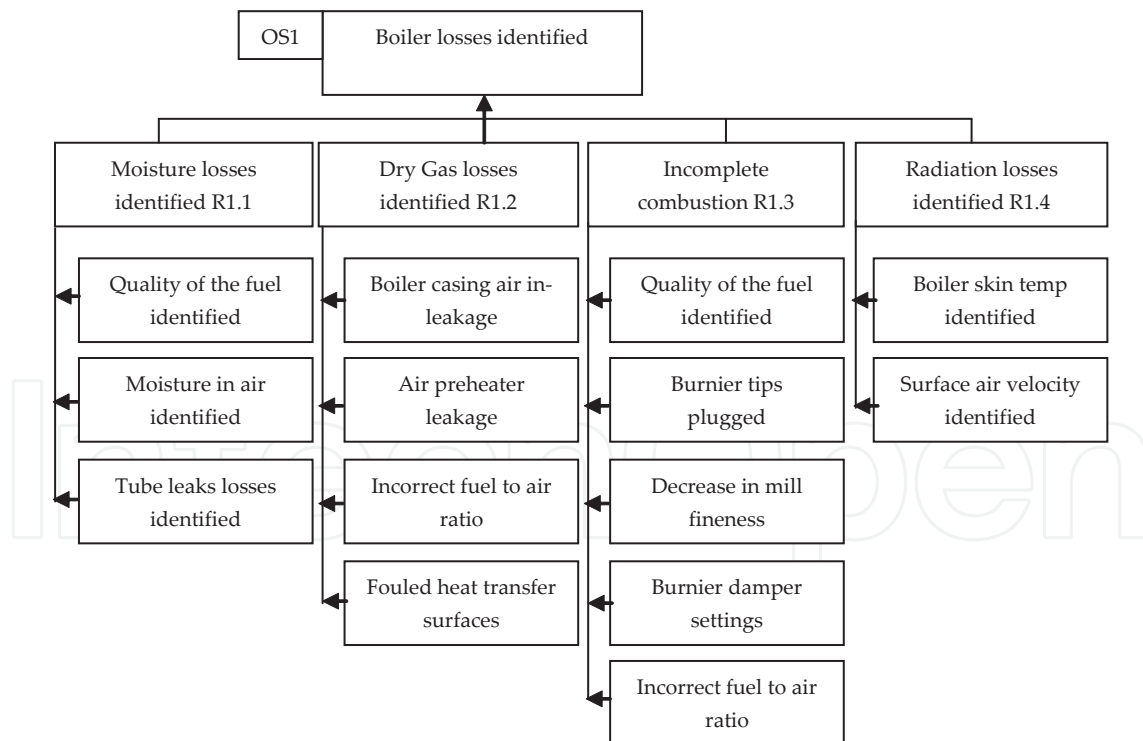 OS1
Boiler losses identified
Moisture losses
identified R1.1
Dry Gas losses
identified R1.2
Incomplete
combustion R1.3
Radiation losses
identified R1.4
Quality of the fuel
identified
Moisture in air
identified
Tube leaks losses
identified
Boiler casing air in-
leakage
Air preheater
leakage
Incorrect fuel to air
ratio
Fouled heat transfer
surfaces
Quality of the fuel
identified
Burnier tips
plugged
Decrease in mill
fineness
Burnier damper
settings
Incorrect fuel to air
ratio
Boiler skin temp
identified
Surface air velocity
identified
IntechOpen